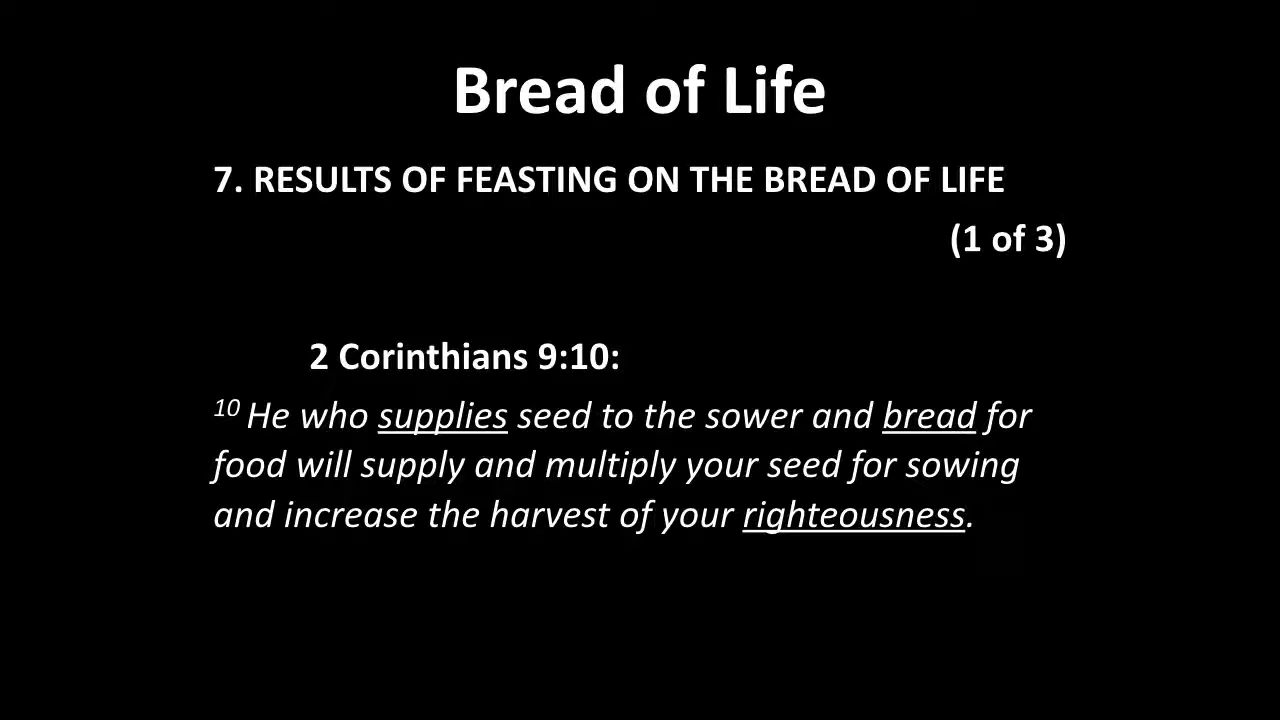 Bread of Life
7. RESULTS OF FEASTING ON THE BREAD OF LIFE
(1 of 3)
2 Corinthians 9:10:
10 He who supplies seed to the sower and bread for
food will supply and multiply your seed for sowing
and increase the harvest of your righteousness.